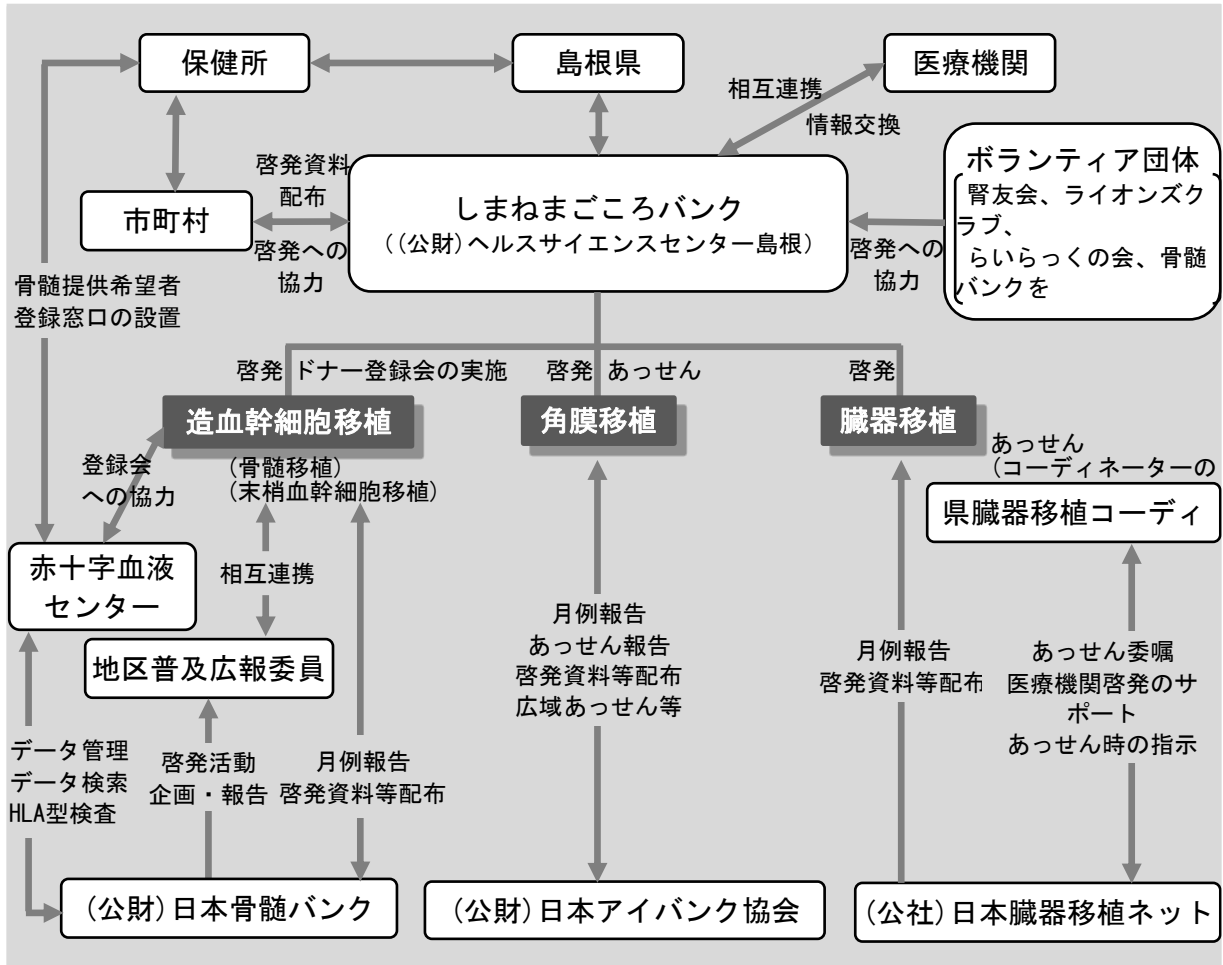 保健所
島根県
医療機関
相互連携
情報交換
ボランティア団体
腎友会、ライオンズク
ラブ、
らいらっくの会、骨髄
バンクを
啓発資料
配布
市町村
しまねまごころバンク
((公財)ヘルスサイエンスセンター島根)
啓発への
協力
啓発への
協力
骨髄提供希望者
登録窓口の設置
啓発
ドナー登録会の実施
啓発
あっせん
啓発
造血幹細胞移植
角膜移植
臓器移植
(骨髄移植)
(末梢血幹細胞移植)
登録会
への協力
あっせん
(コーディネーターの
県臓器移植コーディ
赤十字血液
センター
相互連携
地区普及広報委員
月例報告
あっせん報告
啓発資料等配布
広域あっせん等
月例報告
啓発資料等配布
あっせん委嘱
医療機関啓発のサ
ポート
あっせん時の指示
データ管理
データ検索
HLA型検査
啓発活動
企画・報告
月例報告
啓発資料等配布
(公財)日本骨髄バンク
(公財)日本アイバンク協会
(公社)日本臓器移植ネット